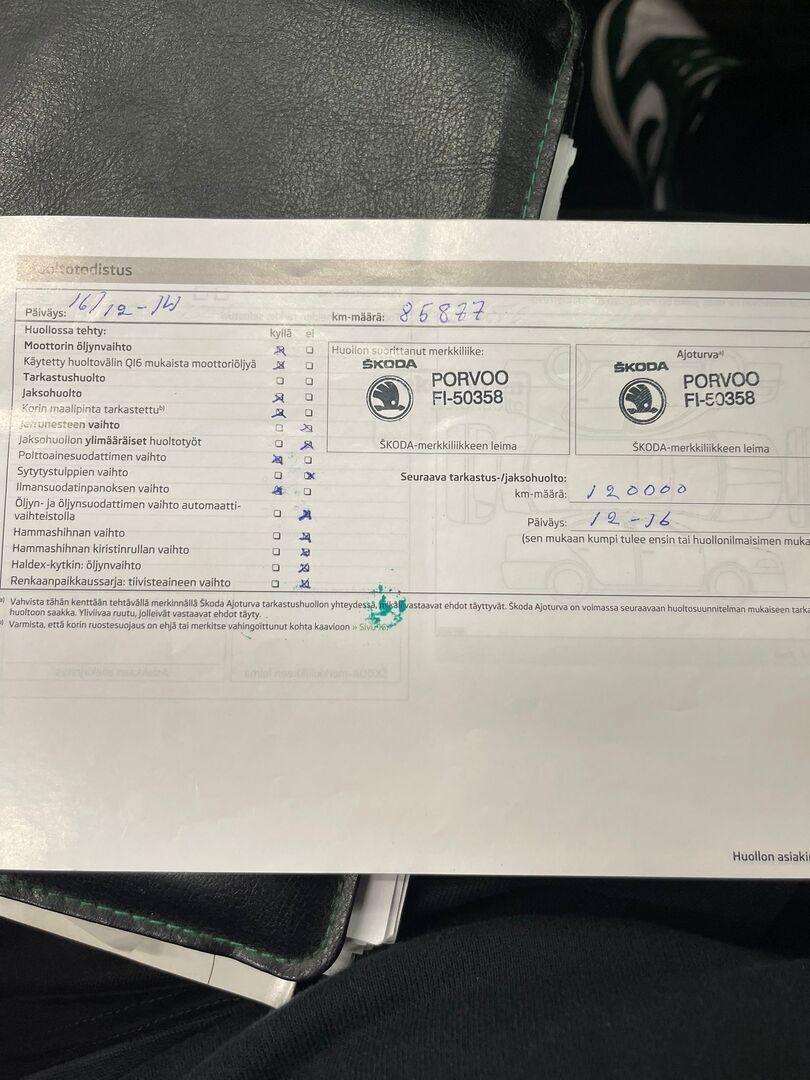 Huoltotodistus
Päiväys: 16/12-14 km-määrä: 85877
Huollossa tehty: kyllä ei
Moottorin öljynvaihto
Käytetty huoltovälin QI6 mukaista moottoriöljyä
Tarkastushuolto
Jaksohuolto
Korin maalipinta tarkastettu b)
Jarrunesteen vaihto
Jaksohuollon ylimääräiset huoltotyöt
Polttoainesuodattimen vaihto
Sytytystulppien vaihto
Ilmansuodatinpanoksen vaihto
Öljyn- ja öljynsuodattimen vaihto automaatti-
vaihteistolla
Hammashihnan vaihto
Hammashihnan kiristinrullan vaihto
Haldex-kytkin: öljynvaihto
Renkaanpaikkaussarja: tiivisteaineen vaihto
Huollon suorittanut merkkiliike:
ŠKODA
PORVOO
FI-50358
ŠKODA-merkkiliikkeen leima
Ajoturva a)
ŠKODA
PORVOO
FI-50358
ŠKODA-merkkiliikkeen leima
Seuraava tarkastus-/jaksohuolto:
km-määrä: 120000
Päiväys: 12-16
(sen mukaan kumpi tulee ensin tai huollonilmaisimen muka
a) Vahvista tähän kenttään tehtävällä merkinnällä Škoda Ajoturva tarkastushuollon yhteydessä, mikäli vastaavat ehdot täyttyvät. Škoda Ajoturva on voimassa seuraavaan huoltosuunnitelman mukaiseen tarka
huoltoon saakka. Yliviivaa ruutu, jolleivät vastaavat ehdot täyty.
b) Varmista, että korin ruostesuojaus on ehjä tai merkitse vahingoittunut kohta kaavioon » Sivu
Huollon asiaki